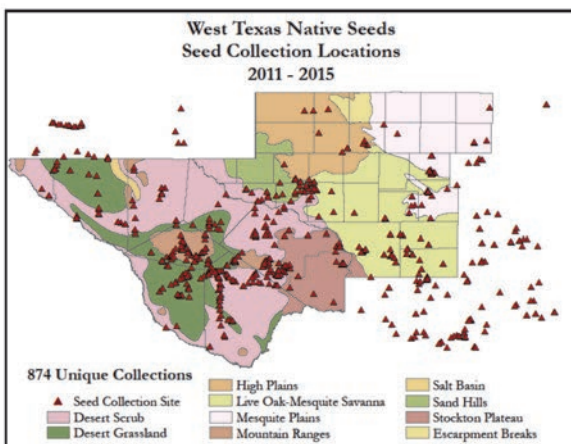 West Texas Native Seeds
Seed Collection Locations
2011 - 2015
874 Unique Collections
Seed Collection Site
Desert Scrub
Desert Grassland
High Plains
Live Oak-Mesquite Savanna
Mesquite Plains
Mountain Ranges
Salt Basin
Sand Hills
Stockton Plateau
Escarpment Breaks